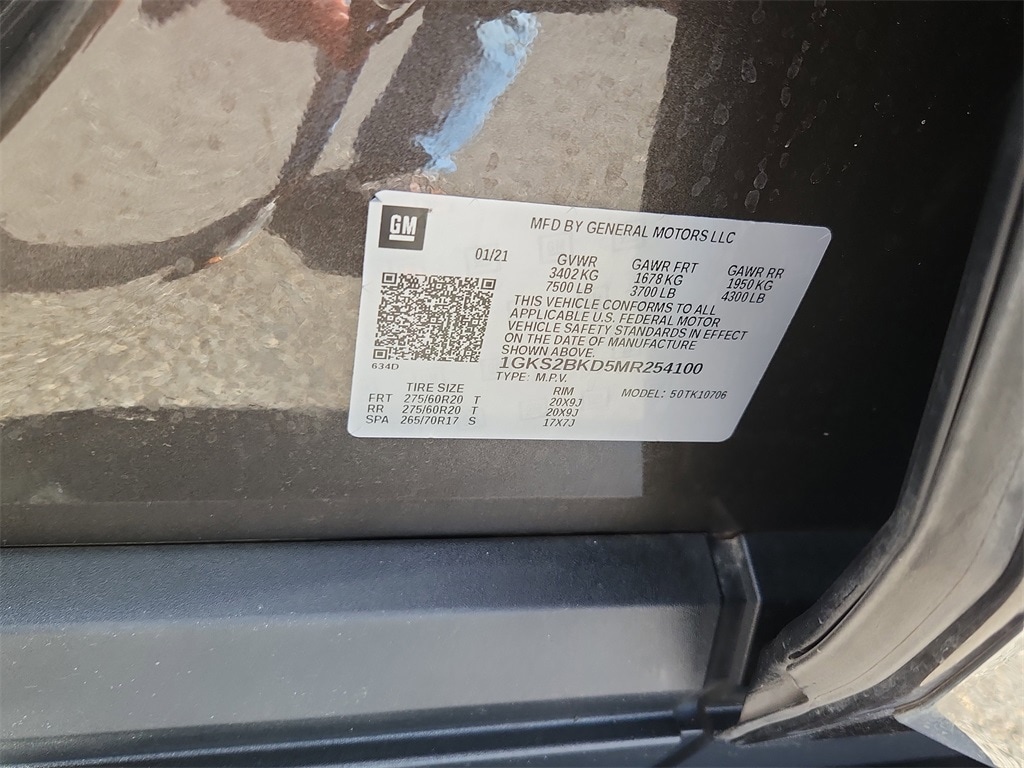 GM
MFD BY GENERAL MOTORS LLC
01/21 GVWR GAWR FRT GAWR RR
3402 KG 1678 KG 1950 KG
7500 LB 3700 LB 4300 LB
THIS VEHICLE CONFORMS TO ALL
APPLICABLE U.S. FEDERAL MOTOR
VEHICLE SAFETY STANDARDS IN EFFECT
ON THE DATE OF MANUFACTURE
SHOWN ABOVE.
634D
1GKS2BKD5MR254100
TYPE: M.P.V. MODEL: 50TK10706
TIRE SIZE RIM
FRT 275/60R20 T 20X9J
RR 275/60R20 T 20X9J
SPA 265/70R17 S 17X7J